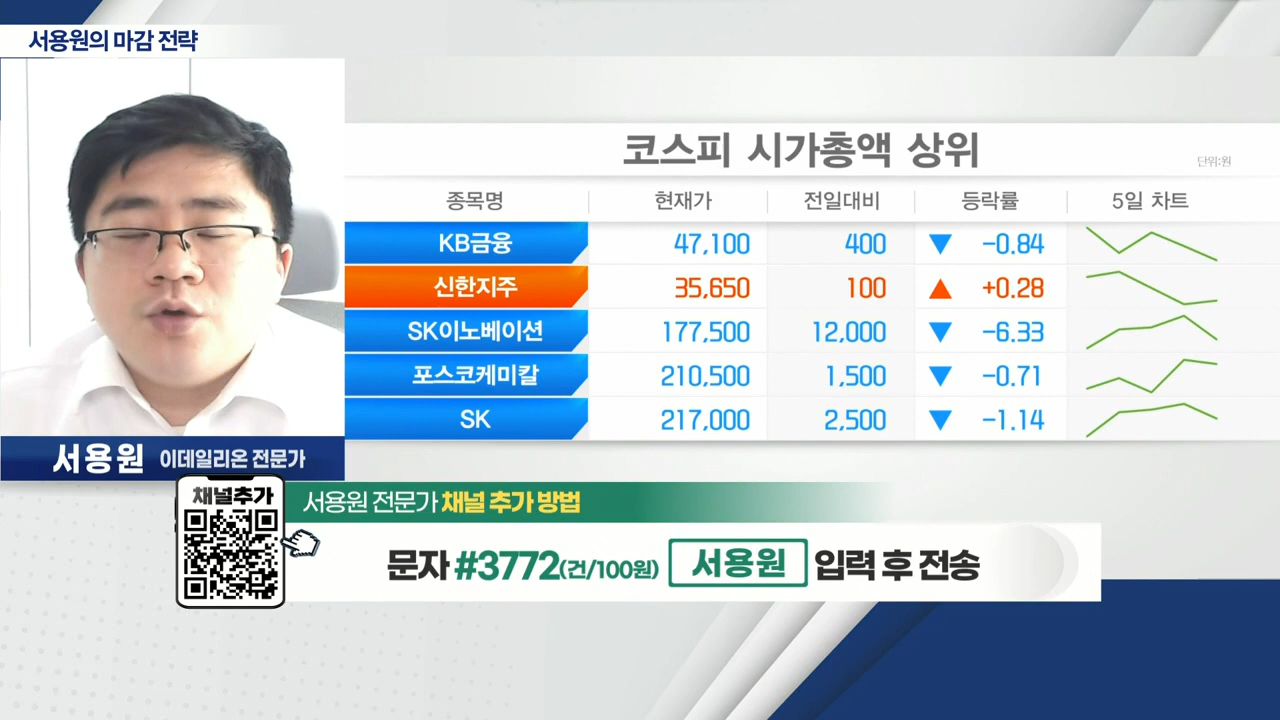 서용원의 마감 전략
코스피 시가총액 상위
단위:원
종목명 현재가 전일대비 등락률 5일 차트
KB금융 47,100 400 ▼ -0.84
신한지주 35,650 100 ▲ +0.28
SK이노베이션 177,500 12,000 ▼ -6.33
포스코케미칼 210,500 1,500 ▼ -0.71
SK 217,000 2,500 ▼ -1.14
서용원 이데일리온 전문가
채널추가
서용원 전문가 채널 추가 방법
문자 #3772(건/100원) 서용원 입력 후 전송